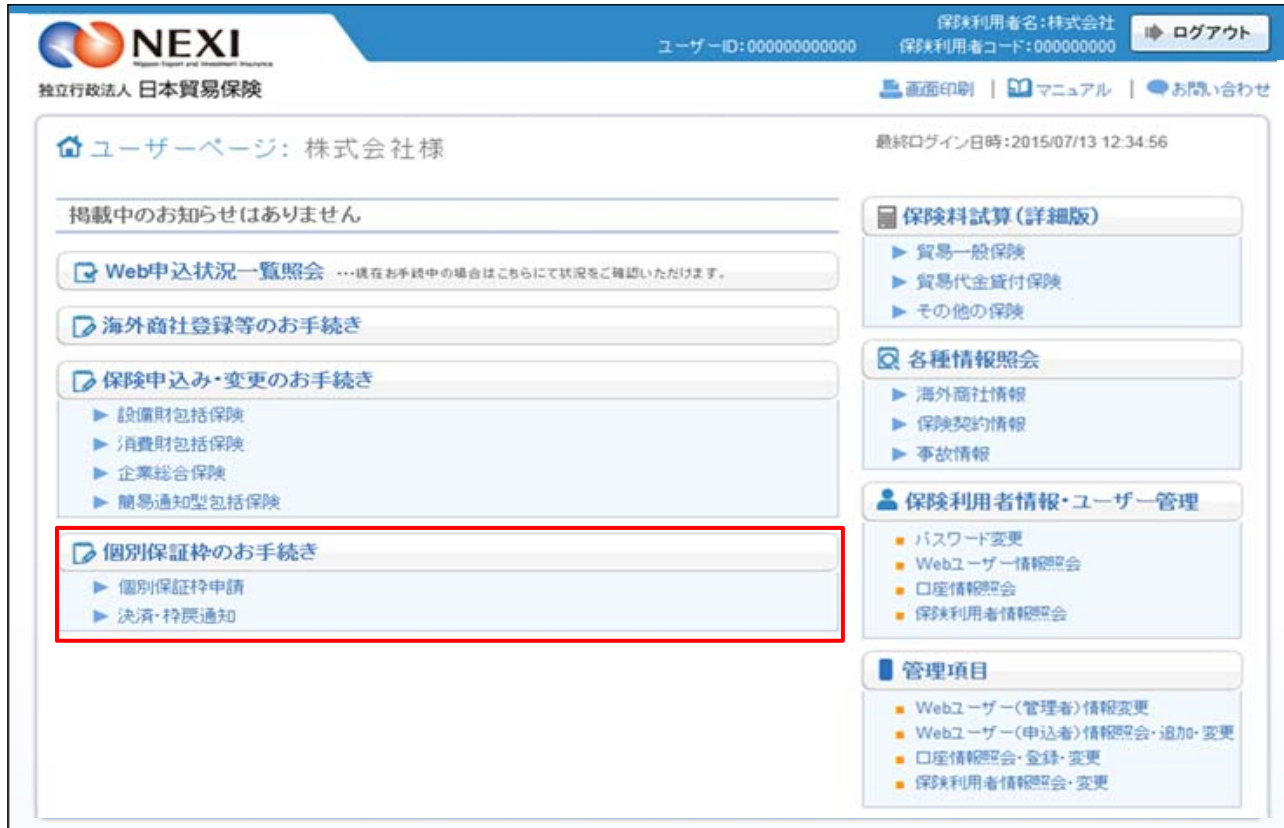 NEXI
Nippon Export and Investment Insurance
独立行政法人 日本貿易保険
ユーザーID:000000000000
保険利用者名:株式会社
保険利用者コード:000000000
ログアウト
画面印刷 | マニュアル | お問い合わせ
ユーザーページ: 株式会社様
最終ログイン日時:2015/07/13 12:34:56
掲載中のお知らせはありません
Web申込状況一覧照会 …現在お手続中の場合はこちらにて状況をご確認いただけます。
海外商社登録等のお手続き
保険申込み・変更のお手続き
設備財包括保険
消費財包括保険
企業総合保険
簡易通知型包括保険
個別保証枠のお手続き
個別保証枠申請
決済・枠戻通知
保険料試算(詳細版)
貿易一般保険
貿易代金貸付保険
その他の保険
各種情報照会
海外商社情報
保険契約情報
事故情報
保険利用者情報・ユーザー管理
パスワード変更
Webユーザー情報照会
口座情報照会
保険利用者情報照会
管理項目
Webユーザー(管理者)情報変更
Webユーザー(申込者)情報照会・追加・変更
口座情報照会・登録・変更
保険利用者情報照会・変更